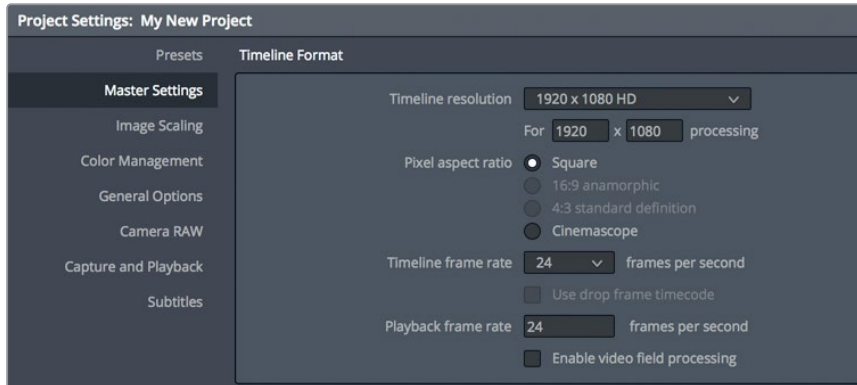 Project Settings: My New Project
Presets
Master Settings
Image Scaling
Color Management
General Options
Camera RAW
Capture and Playback
Subtitles
Timeline Format
Timeline resolution 1920 x 1080 HD
For 1920 x 1080 processing
Pixel aspect ratio Square
16:9 anamorphic
4:3 standard definition
Cinemascope
Timeline frame rate 24 frames per second
Use drop frame timecode
Playback frame rate 24 frames per second
Enable video field processing